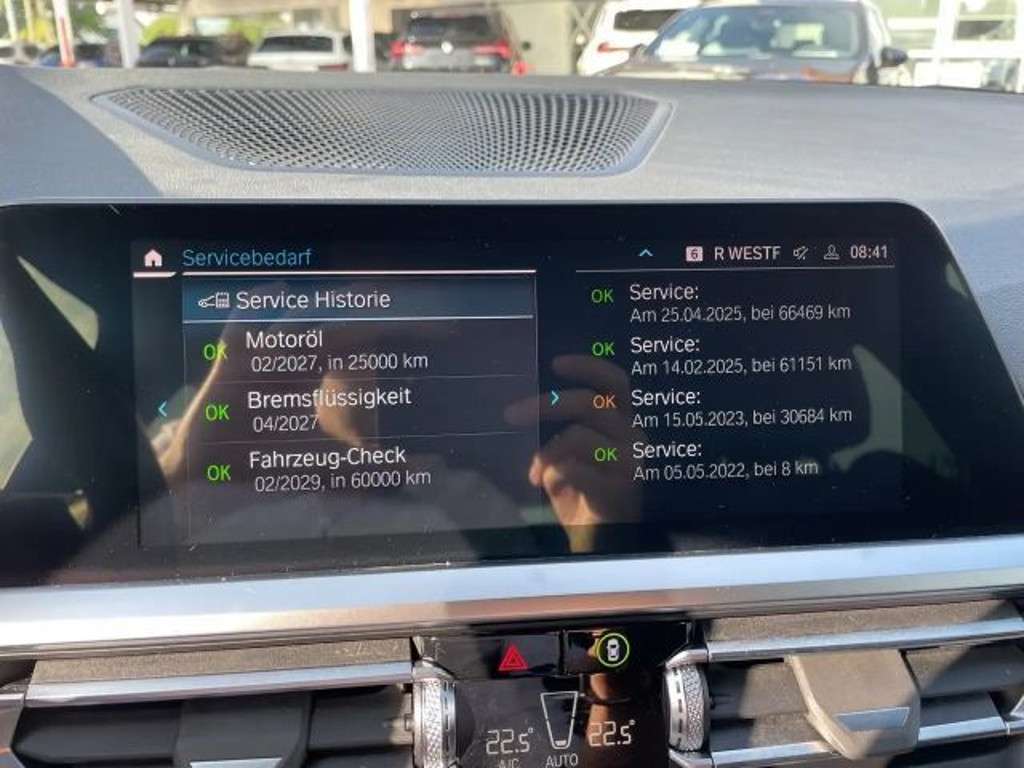 Servicebedarf
6 R WESTF 08:41
Service Historie
OK Motoröl
02/2027, in 25000 km
OK Bremsflüssigkeit
04/2027
OK Fahrzeug-Check
02/2029, in 60000 km
OK Service:
Am 25.04.2025, bei 66469 km
OK Service:
Am 14.02.2025, bei 61151 km
OK Service:
Am 15.05.2023, bei 30684 km
OK Service:
Am 05.05.2022, bei 8 km
22.5° 22.5°
A/C AUTO